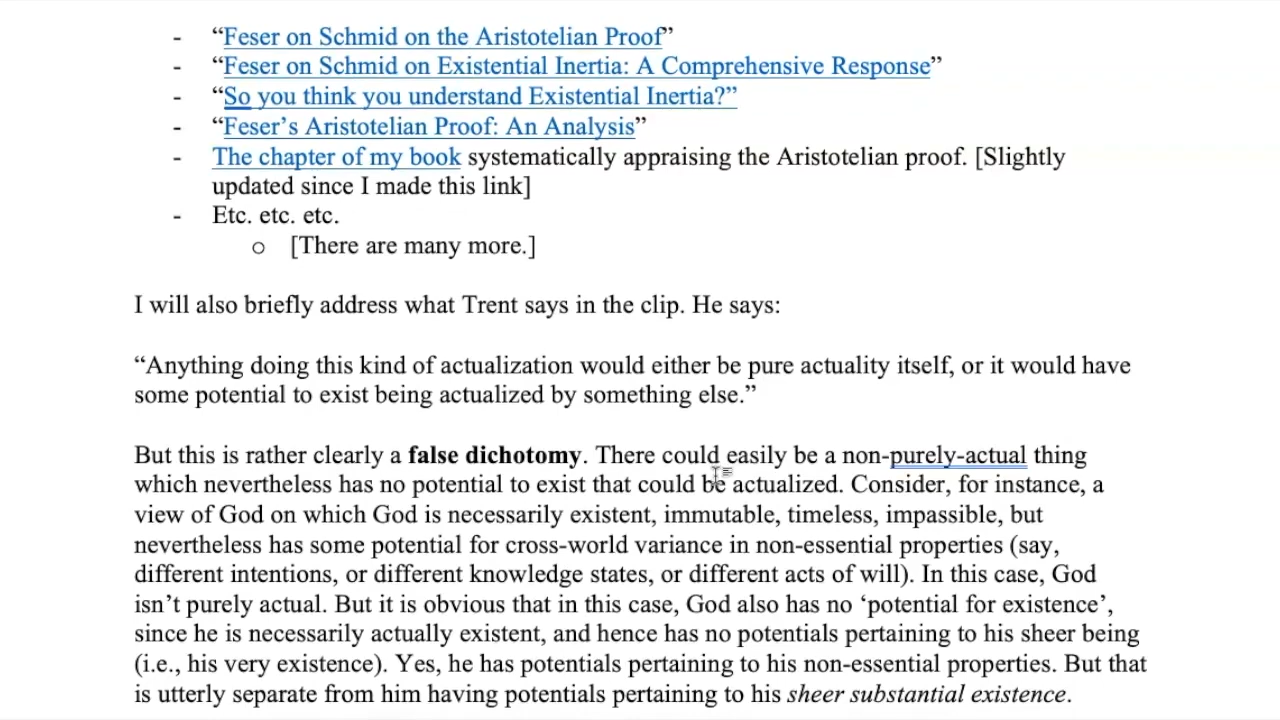 - “Feser on Schmid on the Aristotelian Proof”
- “Feser on Schmid on Existential Inertia: A Comprehensive Response”
- “So you think you understand Existential Inertia?”
- “Feser’s Aristotelian Proof: An Analysis”
- The chapter of my book systematically appraising the Aristotelian proof. [Slightly
updated since I made this link]
- Etc. etc. etc.
o [There are many more.]
I will also briefly address what Trent says in the clip. He says:
“Anything doing this kind of actualization would either be pure actuality itself, or it would have
some potential to exist being actualized by something else.”
But this is rather clearly a false dichotomy. There could easily be a non-purely-actual thing
which nevertheless has no potential to exist that could be actualized. Consider, for instance, a
view of God on which God is necessarily existent, immutable, timeless, impassible, but
nevertheless has some potential for cross-world variance in non-essential properties (say,
different intentions, or different knowledge states, or different acts of will). In this case, God
isn’t purely actual. But it is obvious that in this case, God also has no ‘potential for existence’,
since he is necessarily actually existent, and hence has no potentials pertaining to his sheer being
(i.e., his very existence). Yes, he has potentials pertaining to his non-essential properties. But that
is utterly separate from him having potentials pertaining to his sheer substantial existence.